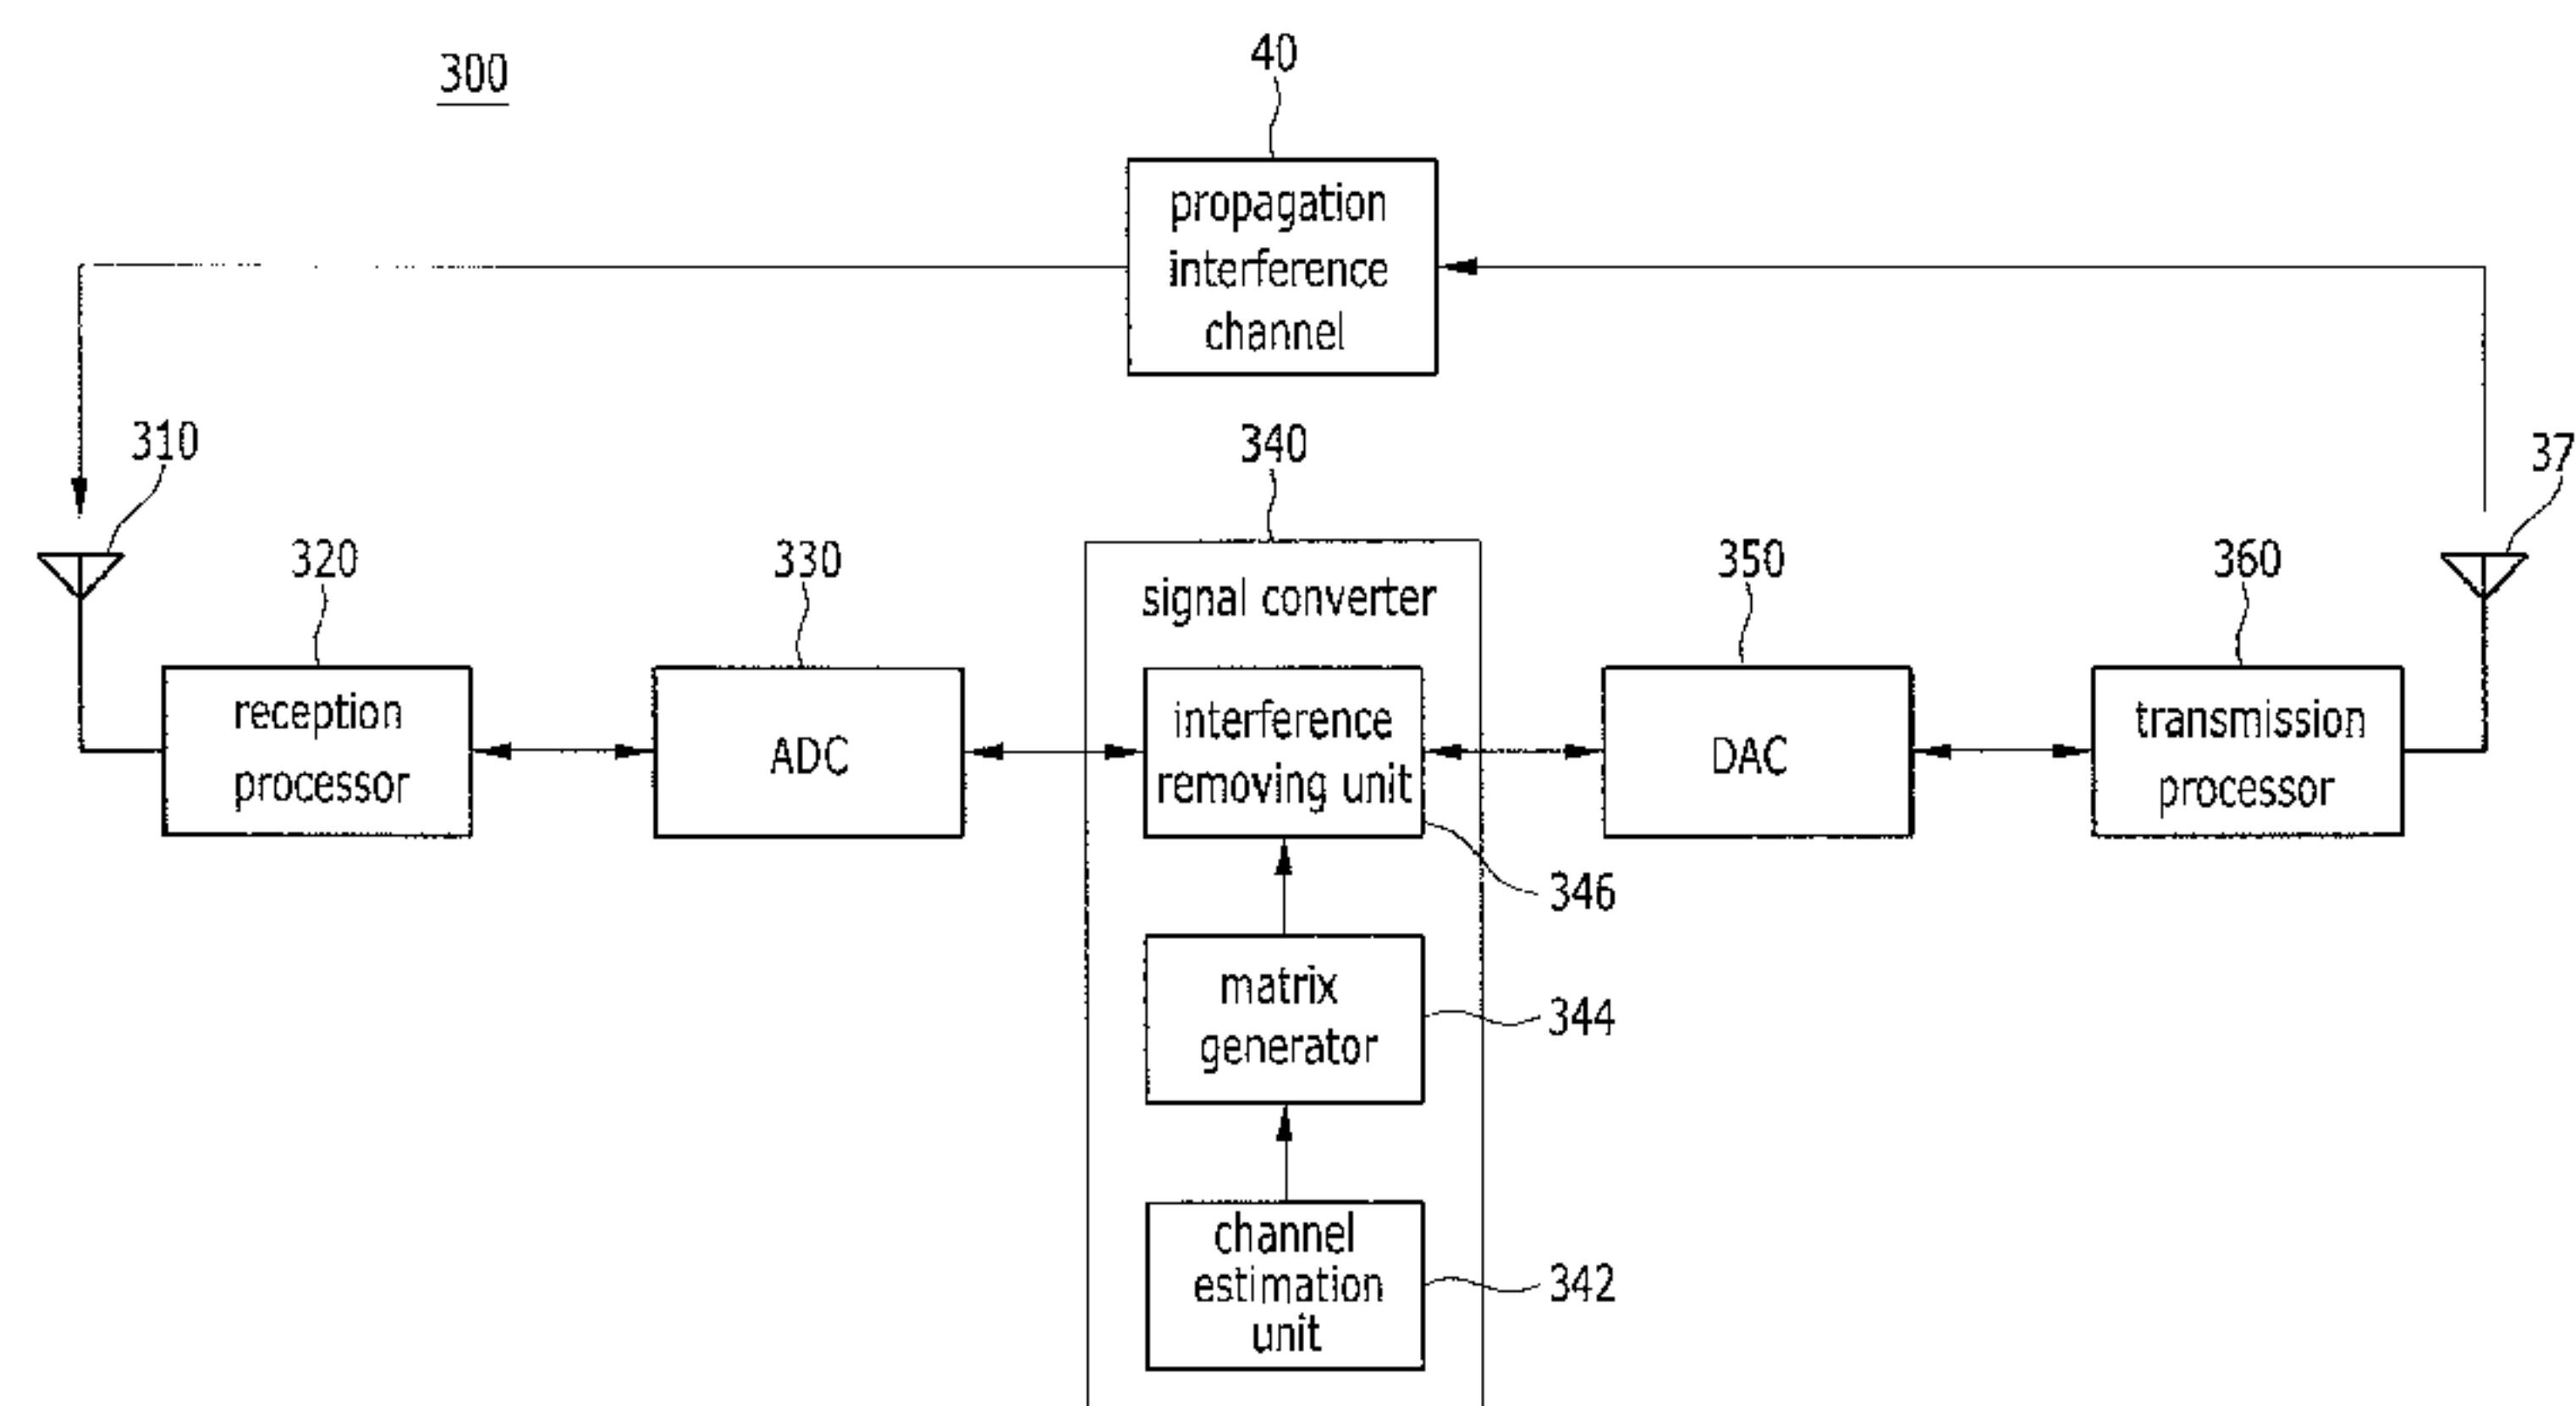 300
40
propagation
interference
channel
310
340
37
320
330
signal converter
350
360
reception
processor
ADC
interference
removing unit
DAC
transmission
processor
346
matrix
generator
344
channel
estimation
unit
342